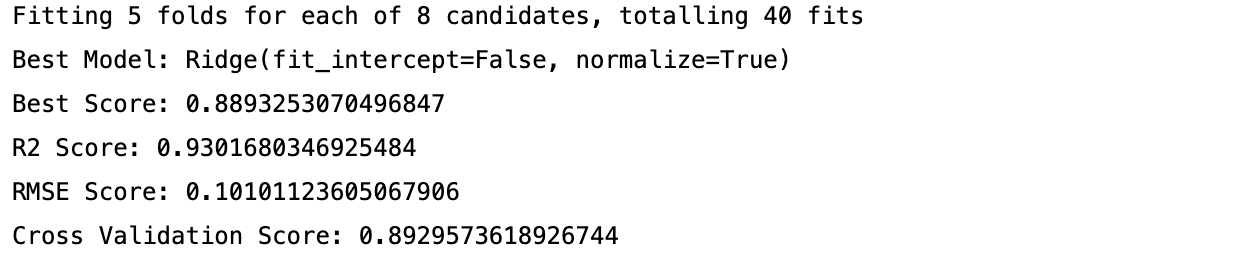 Fitting 5 folds for each of 8 candidates, totalling 40 fits
Best Model: Ridge(fit_intercept=False, normalize=True)
Best Score: 0.8893253070496847
R2 Score: 0.9301680346925484
RMSE Score: 0.10101123605067906
Cross Validation Score: 0.8929573618926744